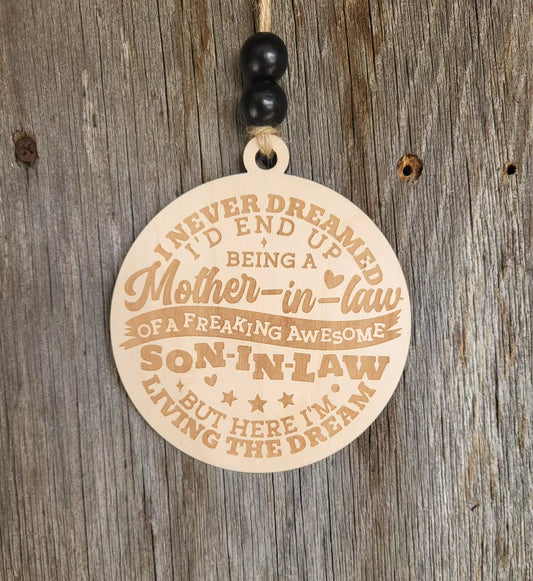 I NEVER DREAMED
I'D END UP
BEING A
Mother-in-law
OF A FREAKING AWESOME
SON-IN-LAW
BUT HERE I'M
LIVING THE DREAM